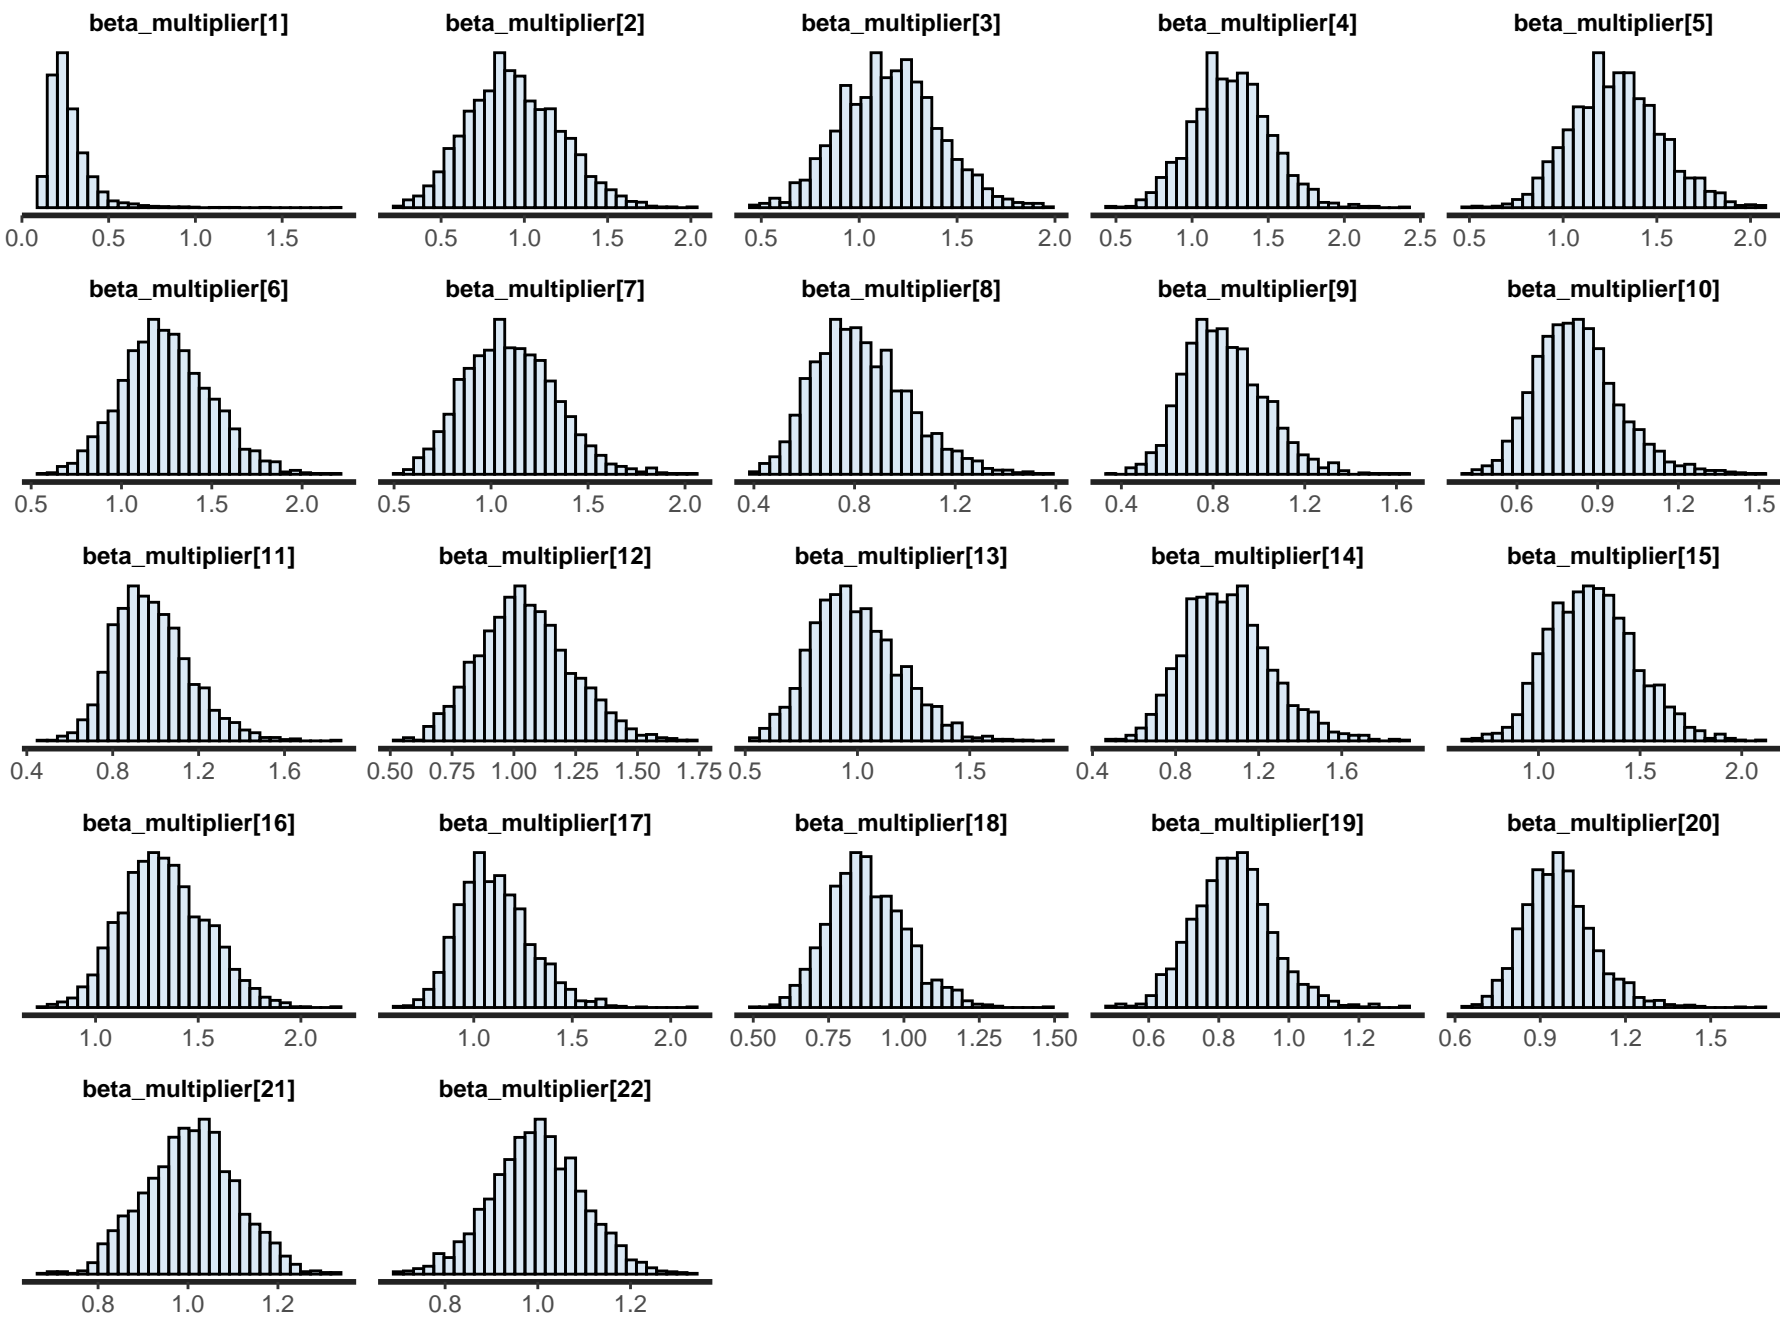 beta_multiplier[1] beta_multiplier[2] beta_multiplier[3] beta_multiplier[4] beta_multiplier[5]
0.0 0.5 1.0 1.5 0.5 1.0 1.5 2.0 0.5 1.0 1.5 2.0 0.5 1.0 1.5 2.0 2.5 0.5 1.0 1.5 2.0
beta_multiplier[6] beta_multiplier[7] beta_multiplier[8] beta_multiplier[9] beta_multiplier[10]
0.5 1.0 1.5 2.0 0.5 1.0 1.5 2.0 0.4 0.8 1.2 1.6 0.4 0.8 1.2 1.6 0.6 0.9 1.2 1.5
beta_multiplier[11] beta_multiplier[12] beta_multiplier[13] beta_multiplier[14] beta_multiplier[15]
0.4 0.8 1.2 1.6 0.50 0.75 1.00 1.25 1.50 1.75 0.5 1.0 1.5 0.4 0.8 1.2 1.6 1.0 1.5 2.0
beta_multiplier[16] beta_multiplier[17] beta_multiplier[18] beta_multiplier[19] beta_multiplier[20]
1.0 1.5 2.0 1.0 1.5 2.0 0.50 0.75 1.00 1.25 1.50 0.6 0.8 1.0 1.2 0.6 0.9 1.2 1.5
beta_multiplier[21] beta_multiplier[22]
0.8 1.0 1.2 0.8 1.0 1.2